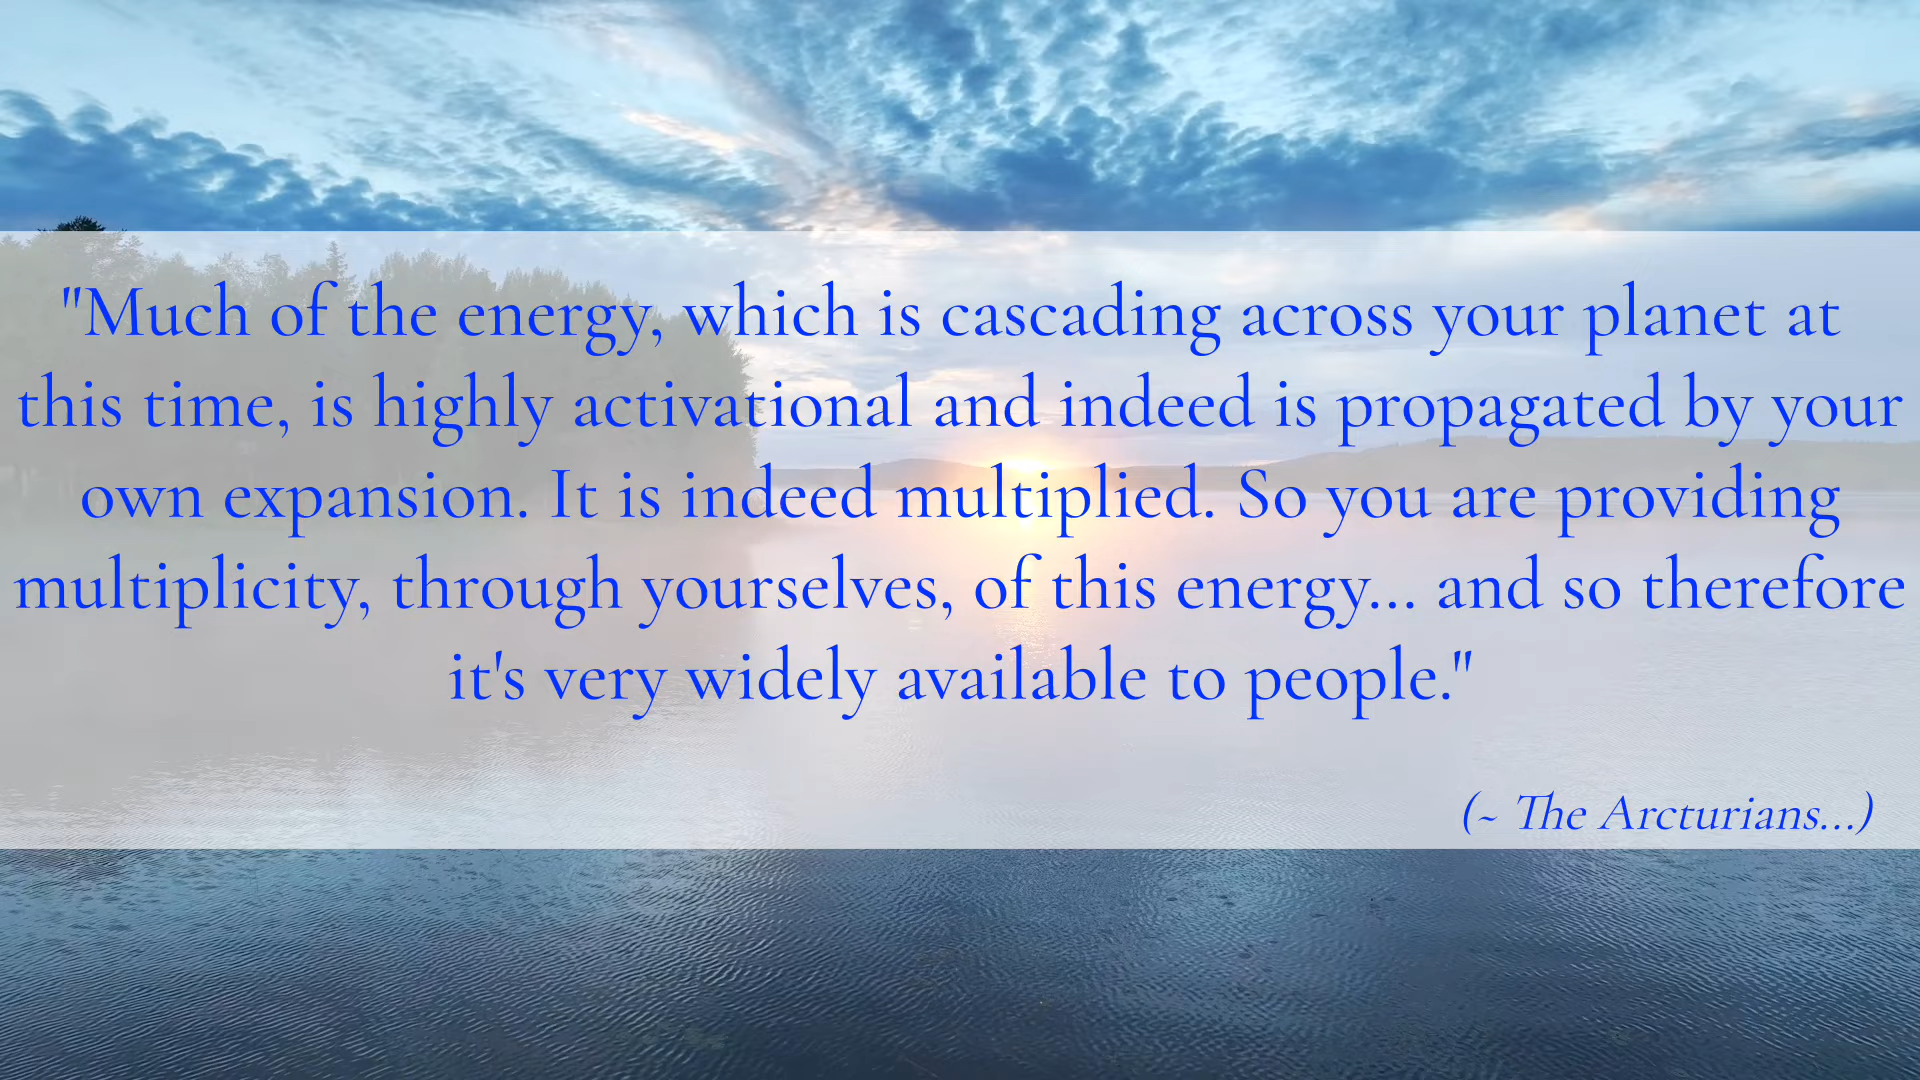 "Much of the energy, which is cascading across your planet at
this time, is highly activational and indeed is propagated by your
own expansion. It is indeed multiplied. So you are providing
multiplicity, through yourselves, of this energy... and so therefore
it's very widely available to people."
(~ The Arcturians...)